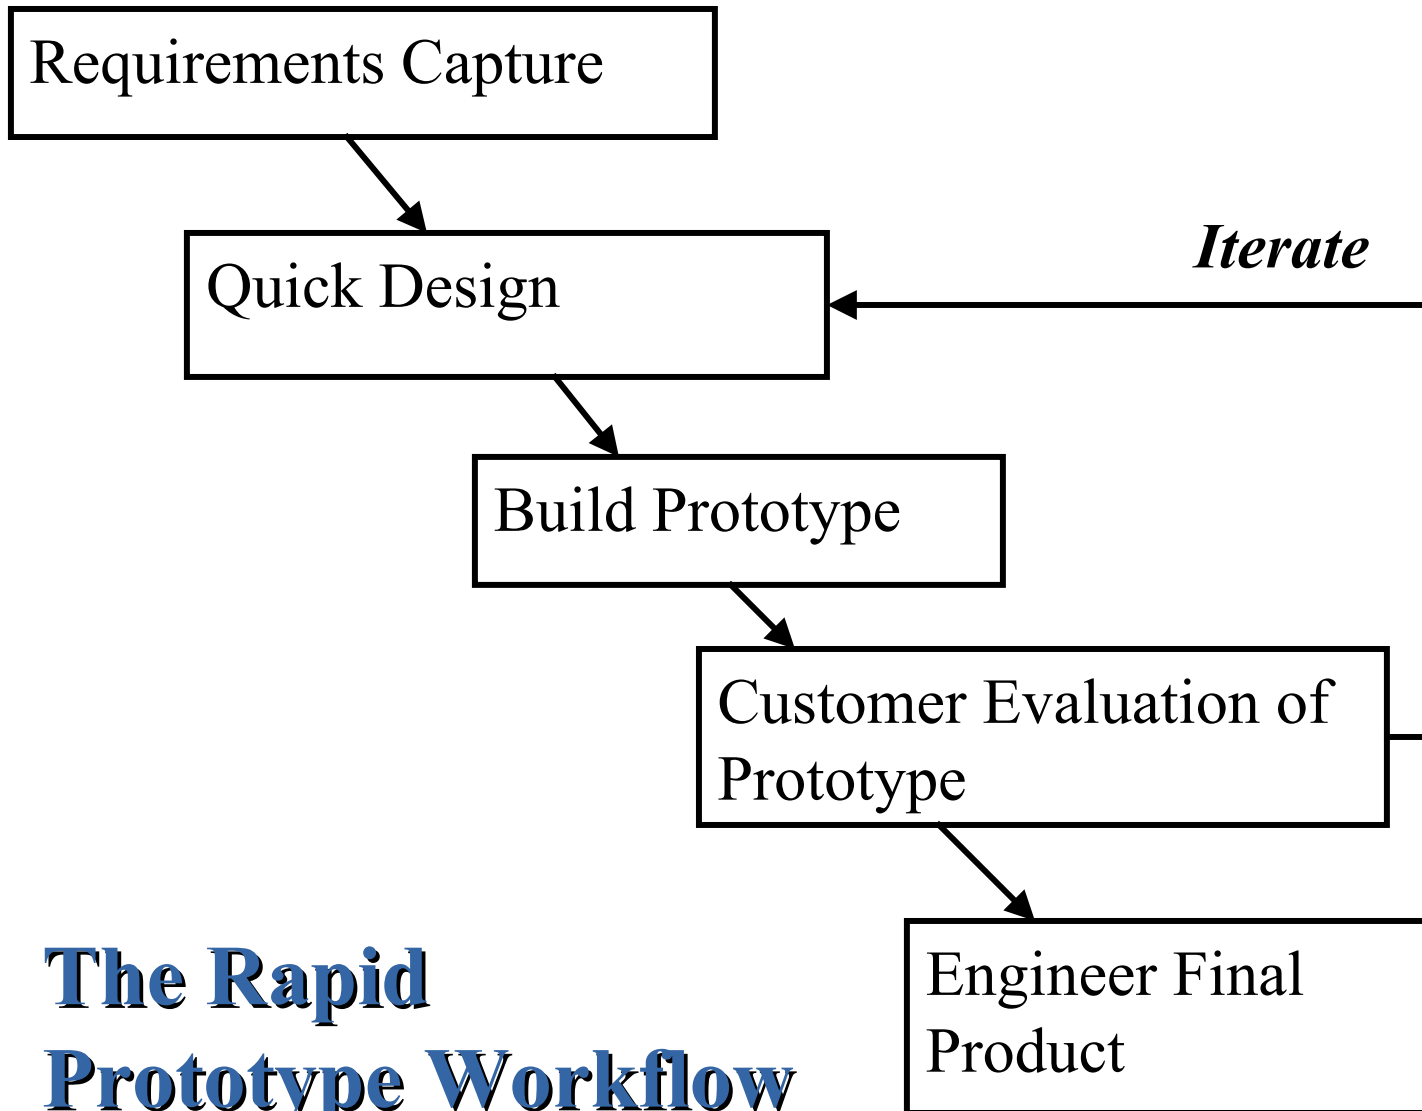 Requirements Capture
Iterate
Quick Design
Build Prototype
Customer Evaluation of
Prototype
Engineer Final
Product
The Rapid
Prototype Workflow